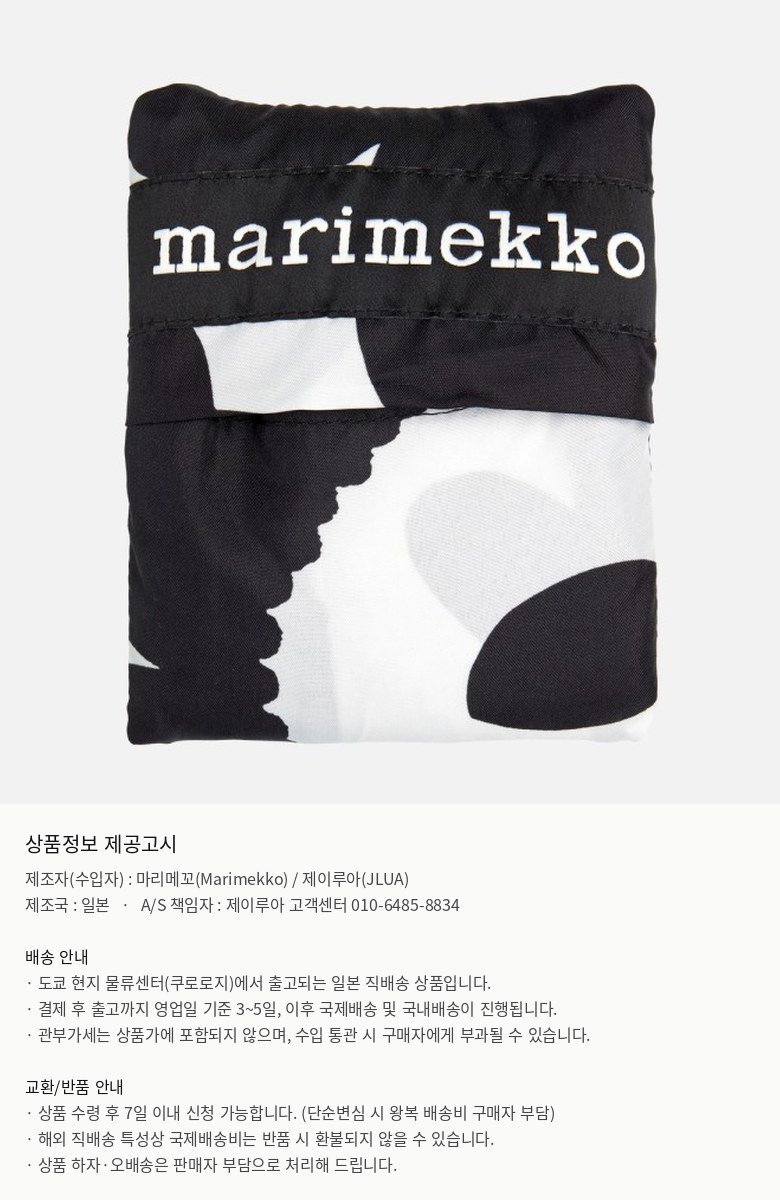 marimekko
상품정보 제공고시
제조자(수입자) : 마리메꼬(Marimekko) / 제이루아(JLUA)
제조국 : 일본 · A/S 책임자 : 제이루아 고객센터 010-6485-8834
배송 안내
· 도쿄 현지 물류센터(쿠로로지)에서 출고되는 일본 직배송 상품입니다.
· 결제 후 출고까지 영업일 기준 3~5일, 이후 국제배송 및 국내배송이 진행됩니다.
· 관부가세는 상품가에 포함되지 않으며, 수입 통관 시 구매자에게 부과될 수 있습니다.
교환/반품 안내
· 상품 수령 후 7일 이내 신청 가능합니다. (단순변심 시 왕복 배송비 구매자 부담)
· 해외 직배송 특성상 국제배송비는 반품 시 환불되지 않을 수 있습니다.
· 상품 하자·오배송은 판매자 부담으로 처리해 드립니다.